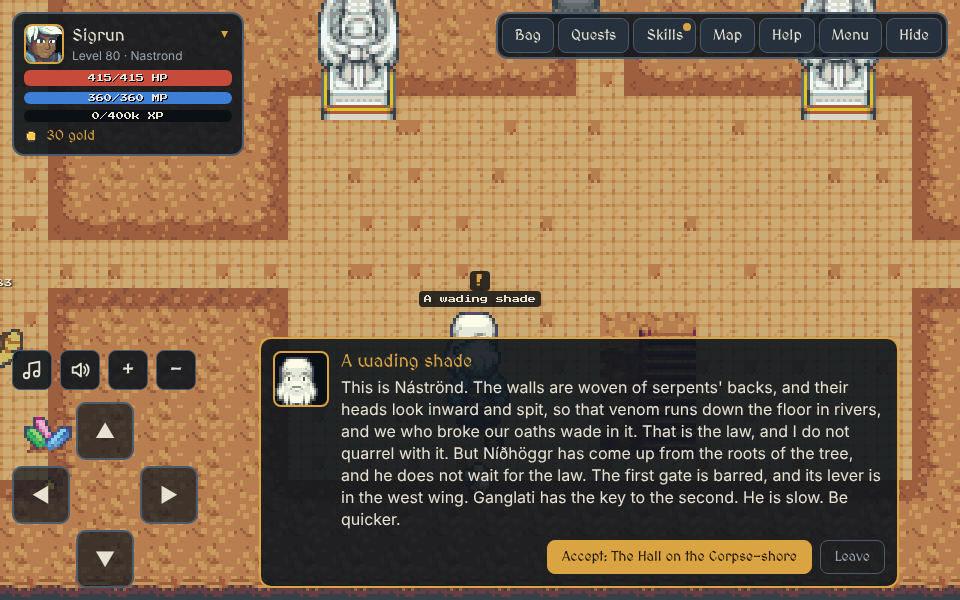 Sigrun
Level 80 · Nastrond
415/415 HP
360/360 MP
0/400k XP
30 gold
Bag
Quests
Skills
Map
Help
Menu
Hide
!
A wading shade
A wading shade
This is Náströnd. The walls are woven of serpents' backs, and their
heads look inward and spit, so that venom runs down the floor in rivers,
and we who broke our oaths wade in it. That is the law, and I do not
quarrel with it. But Níðhöggr has come up from the roots of the tree,
and he does not wait for the law. The first gate is barred, and its lever is
in the west wing. Ganglati has the key to the second. He is slow. Be
quicker.
Accept: The Hall on the Corpse-shore
Leave